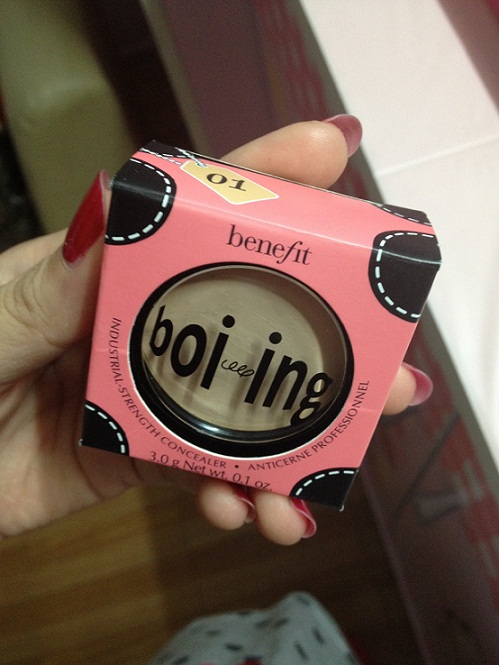 01
benefit
boi-ing
INDUSTRIAL-STRENGTH CONCEALER • ANTICERNE PROFESSIONNEL
3.0 g Net wt. 0.1 oz.